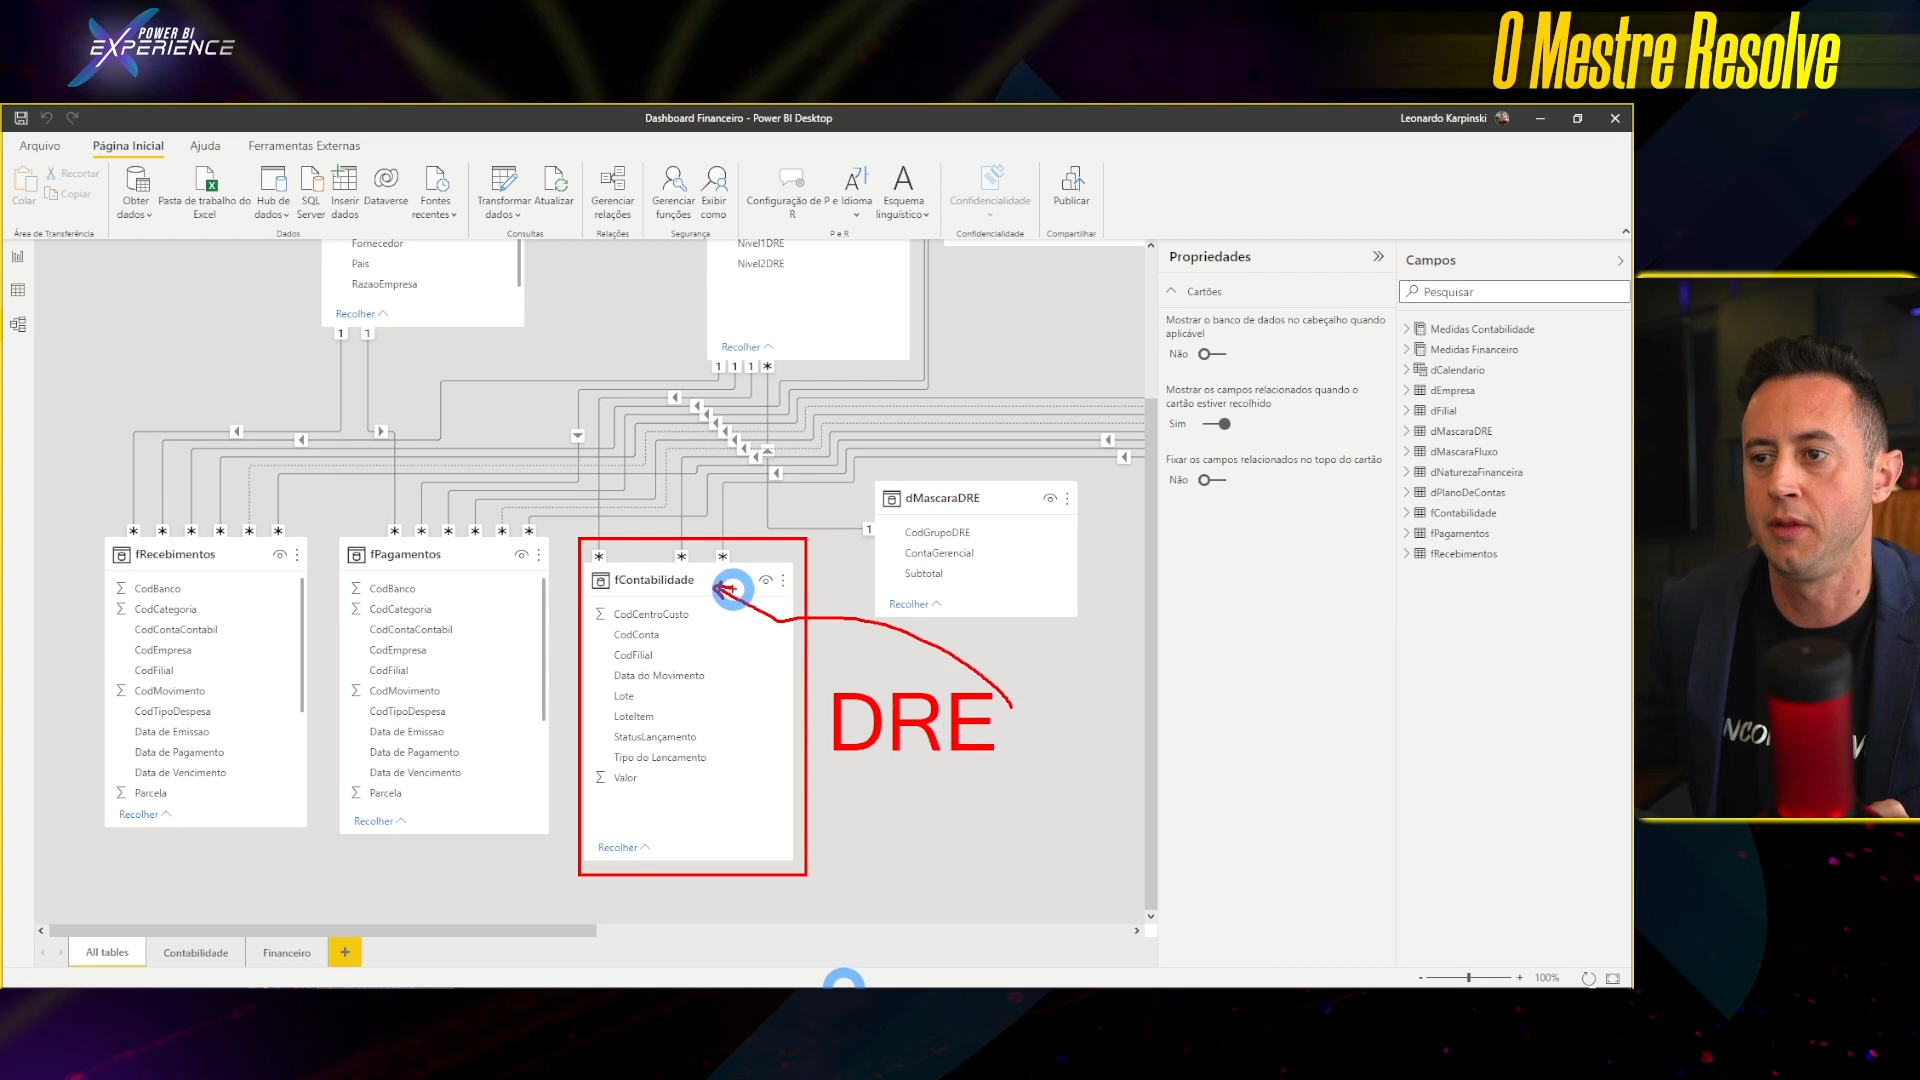 POWER BI
EXPERIENCE
O Mestre Resolve
Dashboard Financeiro - Power BI Desktop
Leonardo Karpinski
Arquivo
Página Inicial
Ajuda
Ferramentas Externas
Colar
Recortar
Copiar
Área de Transferência
Obter dados
Pasta de trabalho do Excel
Hub de dados
SQL Server
Inserir dados
Dataverse
Fontes recentes
Dados
Transformar dados
Atualizar
Consultas
Gerenciar relações
Relações
Gerenciar funções
Exibir como
Segurança
Configuração de P e R
Idioma
Esquema linguístico
P e R
Confidencialidade
Confidencialidade
Publicar
Compartilhar
Fornecedor
Pais
RazaoEmpresa
Recolher
1 1
Nivel1DRE
Nivel2DRE
Recolher
1 1 1 *
* * * * * *
fRecebimentos
CodBanco
CodCategoria
CodContaContabil
CodEmpresa
CodFilial
CodMovimento
CodTipoDespesa
Data de Emissao
Data de Pagamento
Data de Vencimento
Parcela
Recolher
* * * * * *
fPagamentos
CodBanco
CodCategoria
CodContaContabil
CodEmpresa
CodFilial
CodMovimento
CodTipoDespesa
Data de Emissao
Data de Pagamento
Data de Vencimento
Parcela
Recolher
* * *
fContabilidade
CodCentroCusto
CodConta
CodFilial
Data do Movimento
Lote
LoteItem
StatusLançamento
Tipo do Lancamento
Valor
Recolher
1
dMascaraDRE
CodGrupoDRE
ContaGerencial
Subtotal
Recolher
DRE
Propriedades
Cartões
Mostrar o banco de dados no cabeçalho quando
aplicável
Não
Mostrar os campos relacionados quando o
cartão estiver recolhido
Sim
Fixar os campos relacionados no topo do cartão
Não
Campos
Pesquisar
Medidas Contabilidade
Medidas Financeiro
dCalendario
dEmpresa
dFilial
dMascaraDRE
dMascaraFluxo
dNaturezaFinanceira
dPlanoDeContas
fContabilidade
fPagamentos
fRecebimentos
All tables
Contabilidade
Financeiro
+
- + 100%